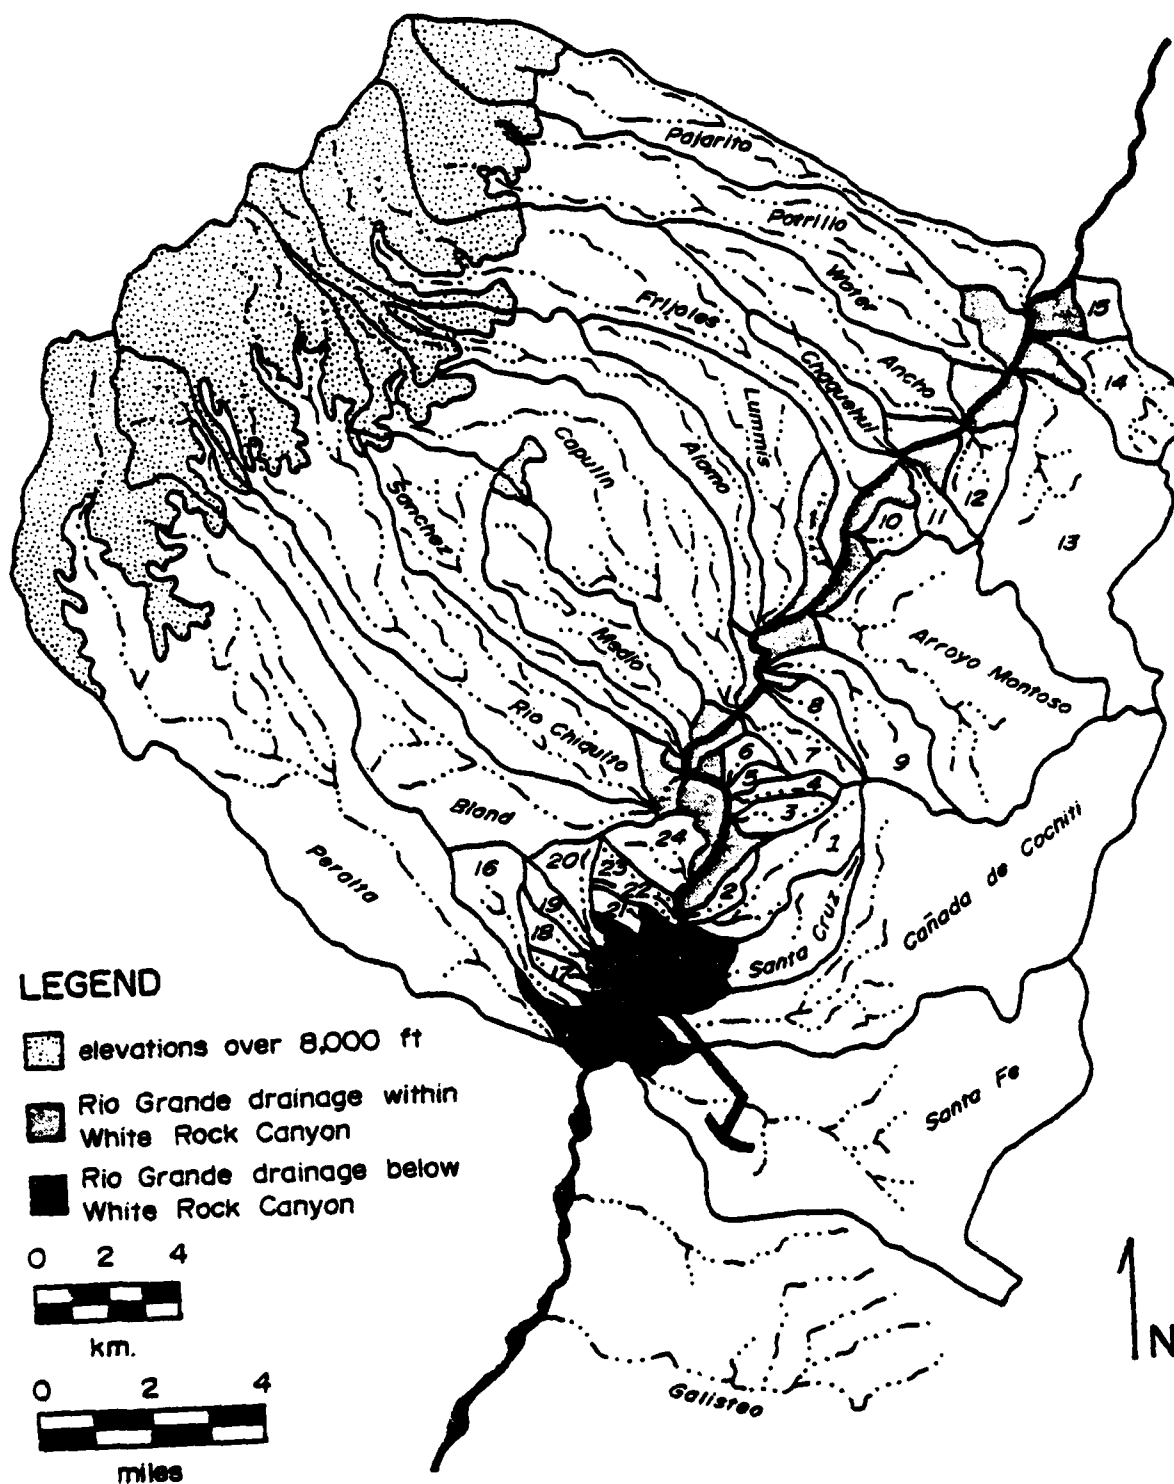 Pajarito
Potrillo
Water
Frijoles
Ancho
Chaquehui
Lummis
Alamo
Capulin
Sanchez
Medio
Rio Chiquito
Bland
Peralta
15
14
13
12
11
10
Arroyo Montoso
9
8
7
6
5
4
3
2
1
24
23
22
21
20
19
18
17
16
Santa Cruz
Cañada de Cochiti
Santa Fe
Galisteo
LEGEND
elevations over 8,000 ft
Rio Grande drainage within
White Rock Canyon
Rio Grande drainage below
White Rock Canyon
0 2 4
km.
0 2 4
miles
N